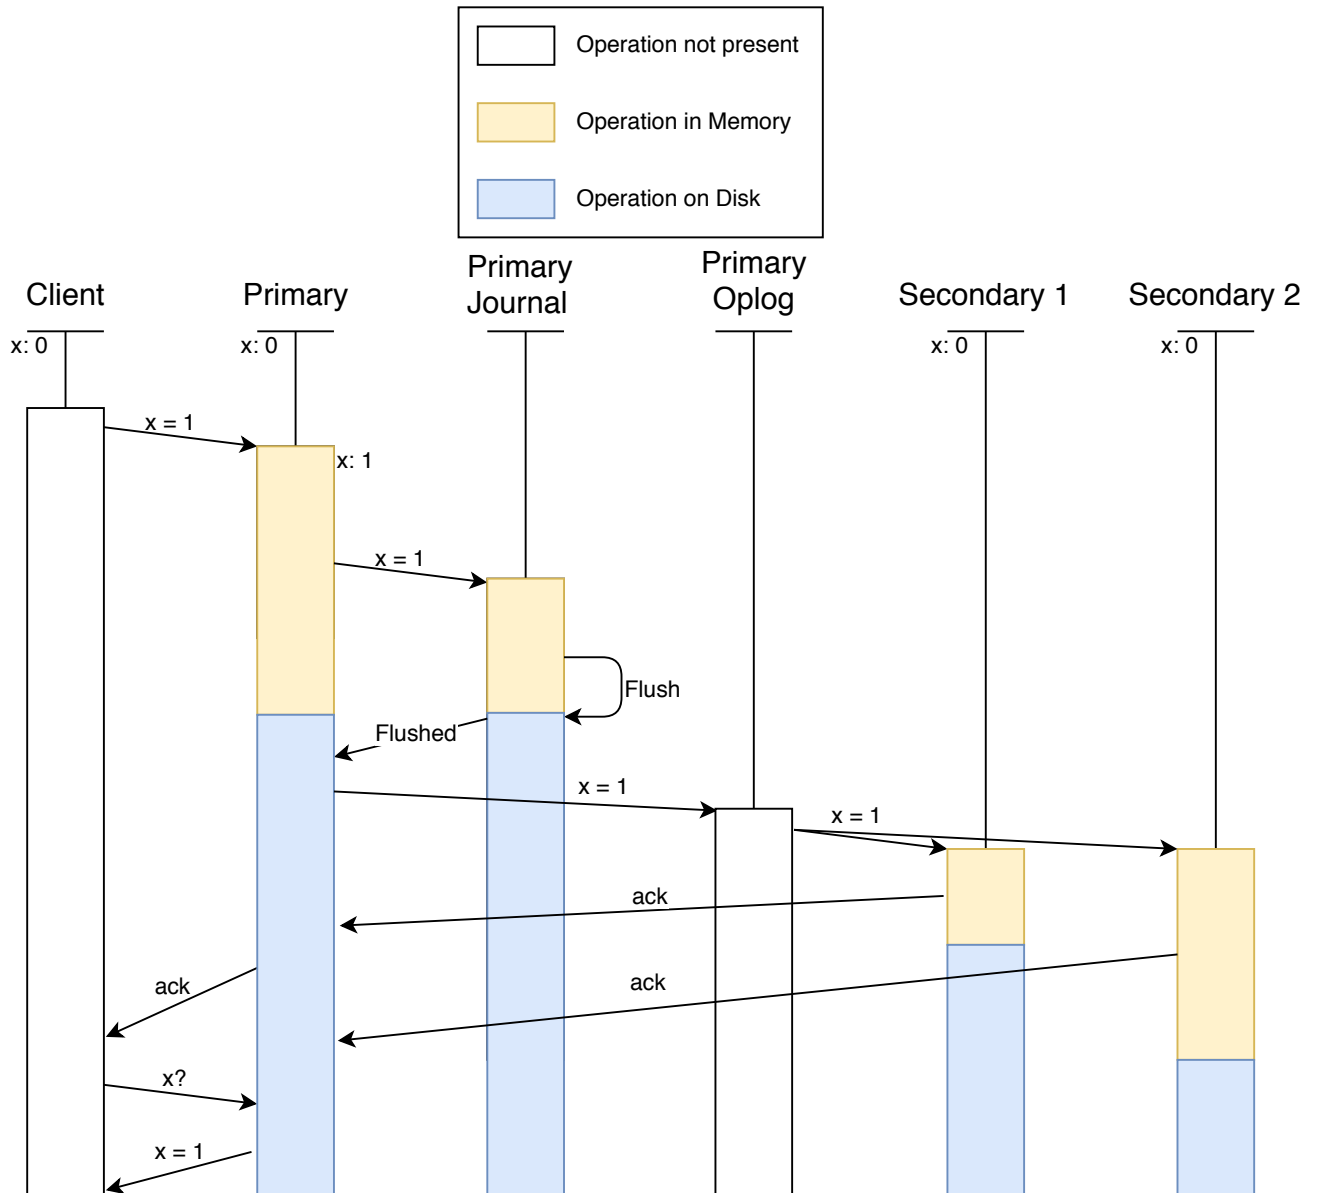 Operation not present
Operation in Memory
Operation on Disk
Client
Primary
Primary
Journal
Primary
Oplog
Secondary 1
Secondary 2
x: 0
x: 0
x: 0
x: 0
x = 1
x: 1
x = 1
Flush
Flushed
x = 1
x = 1
ack
ack
ack
x?
x = 1